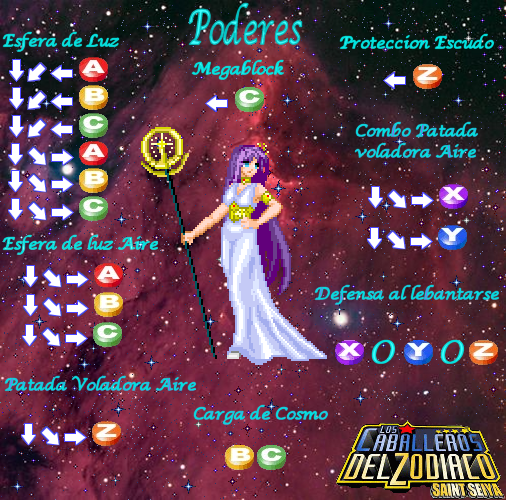 Poderes
Esfera de Luz
↓ ↙ ← A
↓ ↙ ← B
↓ ↙ ← C
↓ ↘ → A
↓ ↘ → B
↓ ↘ → C
Esfera de luz Aire
↓ ↘ → A
↓ ↘ → B
↓ ↘ → C
Patada Voladora Aire
↓ ↘ → Z
Megablock
← C
Carga de Cosmo
B C
Proteccion Escudo
← Z
Combo Patada
voladora Aire
↓ ↘ → X
↓ ↘ → Y
Defensa al lebantarse
X O Y O Z
LOS
CABALLEROS
DEL ZODIACO
SAINT SEIYA